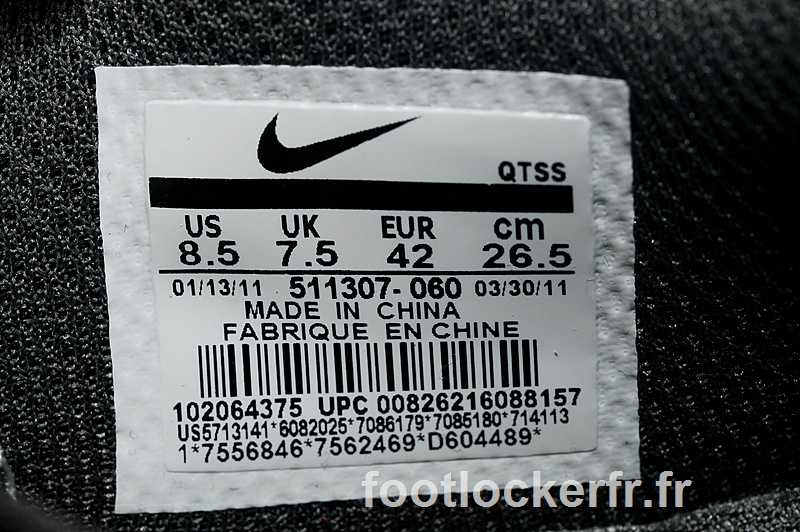 QTSS
US UK EUR cm
8.5 7.5 42 26.5
01/13/11 511307-060 03/30/11
MADE IN CHINA
FABRIQUE EN CHINE
102064375 UPC 00826216088157
US5713141*6082025*7086179*7085180*714113
1*7556846*7562469*D604489*
footlockerfr.fr